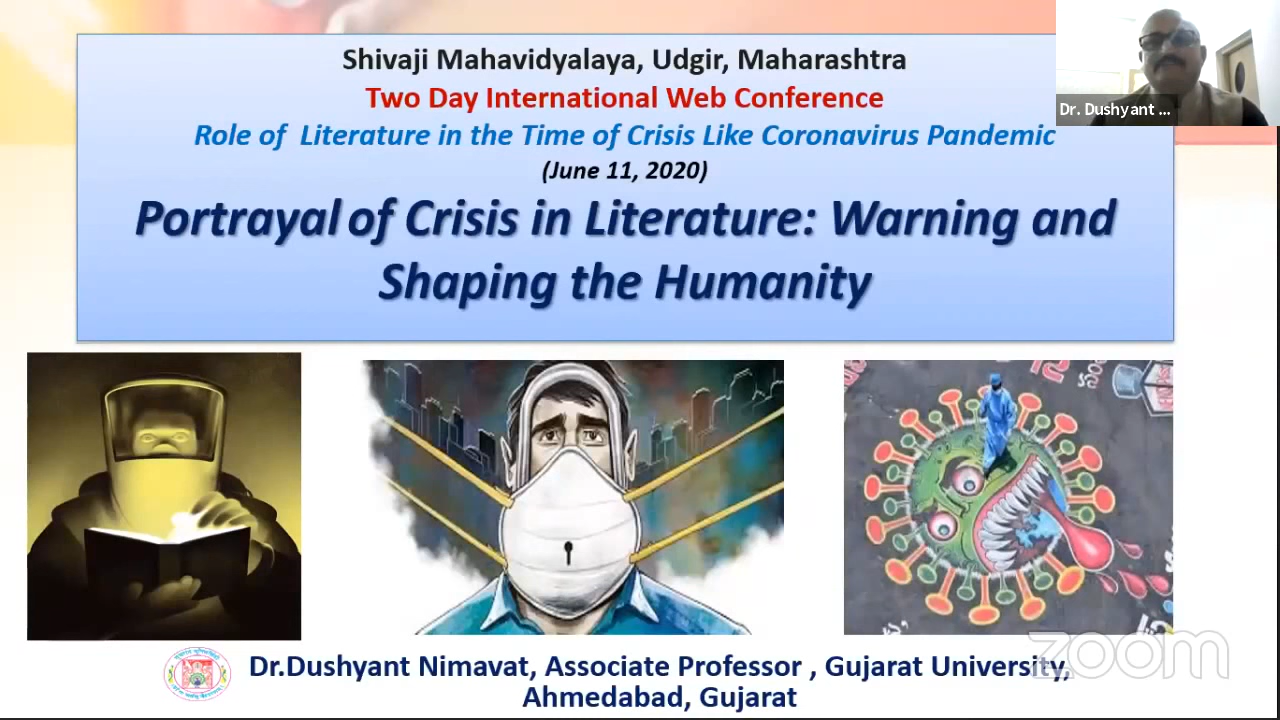 Shivaji Mahavidyalaya, Udgir, Maharashtra
Two Day International Web Conference
Role of Literature in the Time of Crisis Like Coronavirus Pandemic
(June 11, 2020)
Portrayal of Crisis in Literature: Warning and
Shaping the Humanity
Dr. Dushyant ...
Dr.Dushyant Nimavat, Associate Professor , Gujarat University,
Ahmedabad, Gujarat
zoom